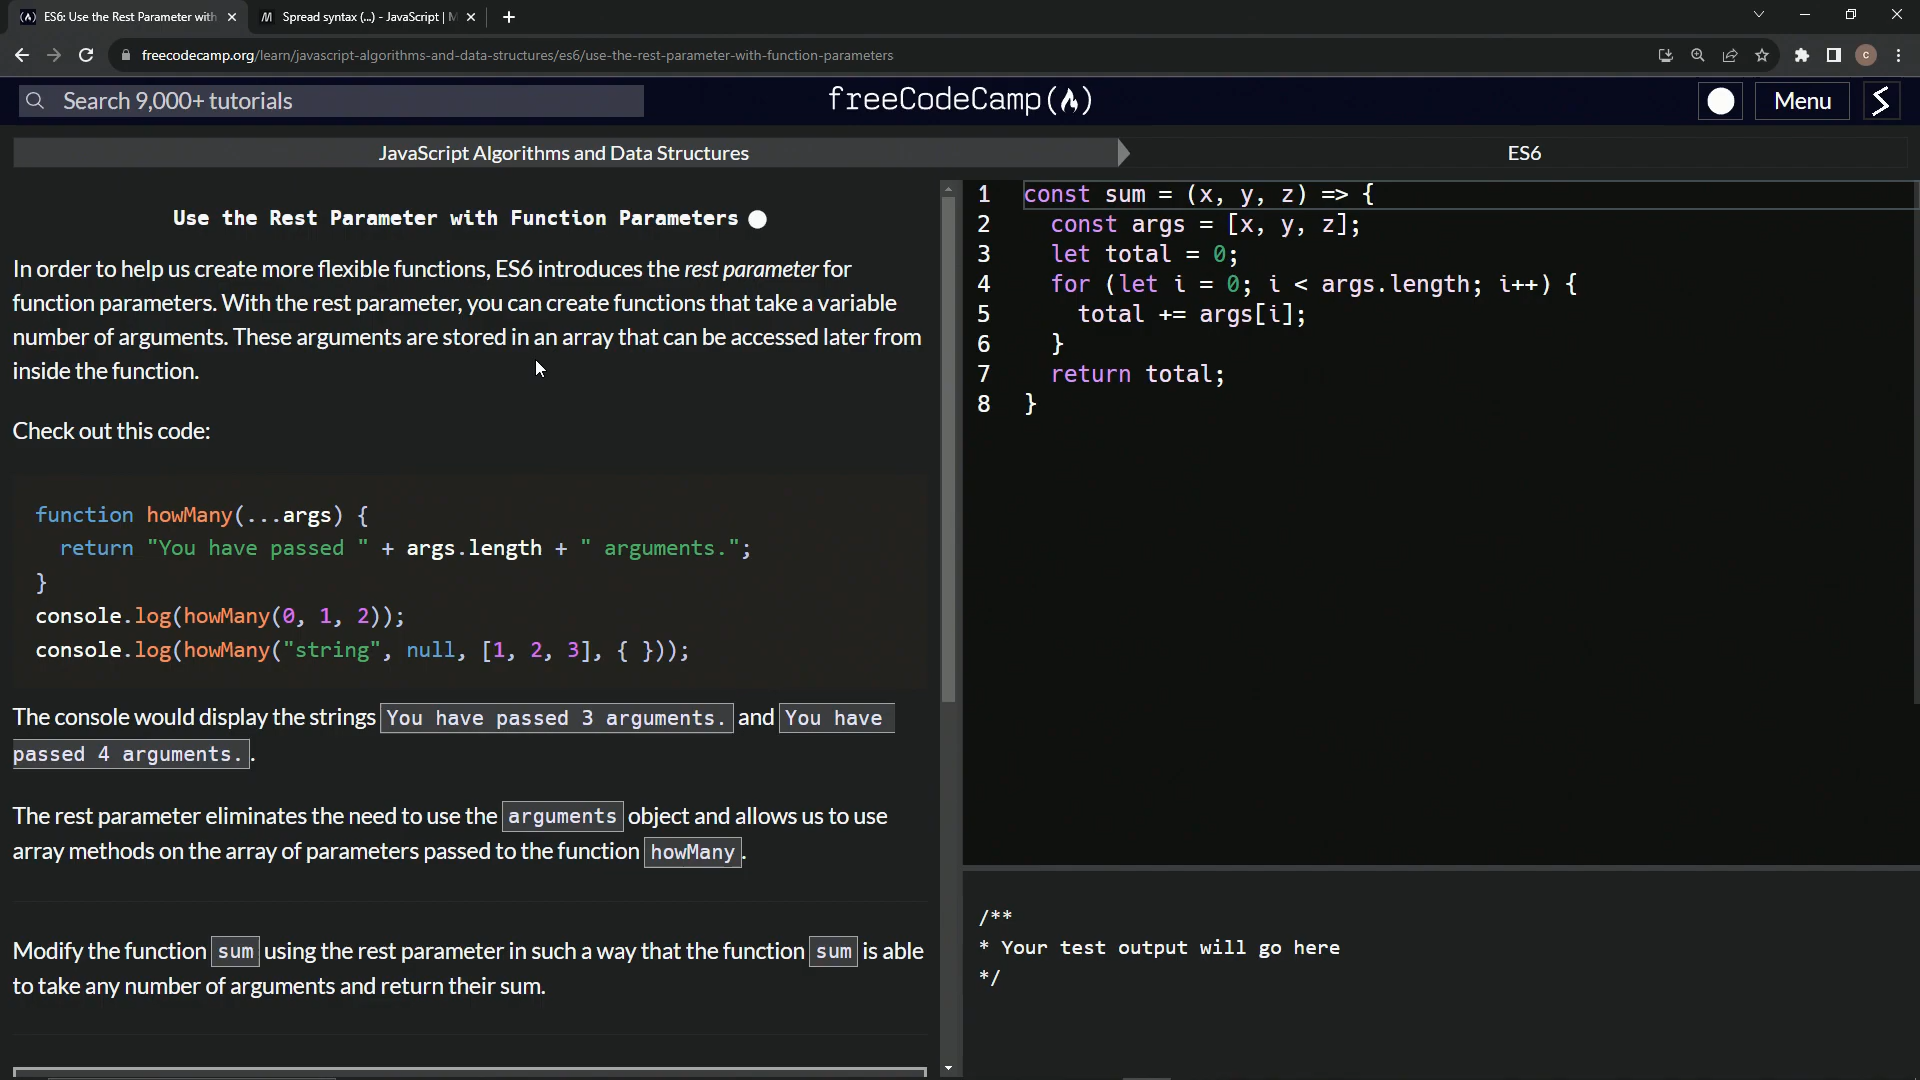 ES6: Use the Rest Parameter with
Spread syntax (...) - JavaScript | M
freecodecamp.org/learn/javascript-algorithms-and-data-structures/es6/use-the-rest-parameter-with-function-parameters
C
Search 9,000+ tutorials
freeCodeCamp(🔥)
Menu
JavaScript Algorithms and Data Structures
ES6
Use the Rest Parameter with Function Parameters
In order to help us create more flexible functions, ES6 introduces the rest parameter for
function parameters. With the rest parameter, you can create functions that take a variable
number of arguments. These arguments are stored in an array that can be accessed later from
inside the function.
Check out this code:
function howMany(...args) {
return "You have passed " + args.length + " arguments.";
}
console.log(howMany(0, 1, 2));
console.log(howMany("string", null, [1, 2, 3], { }));
The console would display the strings You have passed 3 arguments. and You have
passed 4 arguments..
The rest parameter eliminates the need to use the arguments object and allows us to use
array methods on the array of parameters passed to the function howMany.
Modify the function sum using the rest parameter in such a way that the function sum is able
to take any number of arguments and return their sum.
1 const sum = (x, y, z) => {
2 const args = [x, y, z];
3 let total = 0;
4 for (let i = 0; i < args.length; i++) {
5 total += args[i];
6 }
7 return total;
8 }
/**
* Your test output will go here
*/